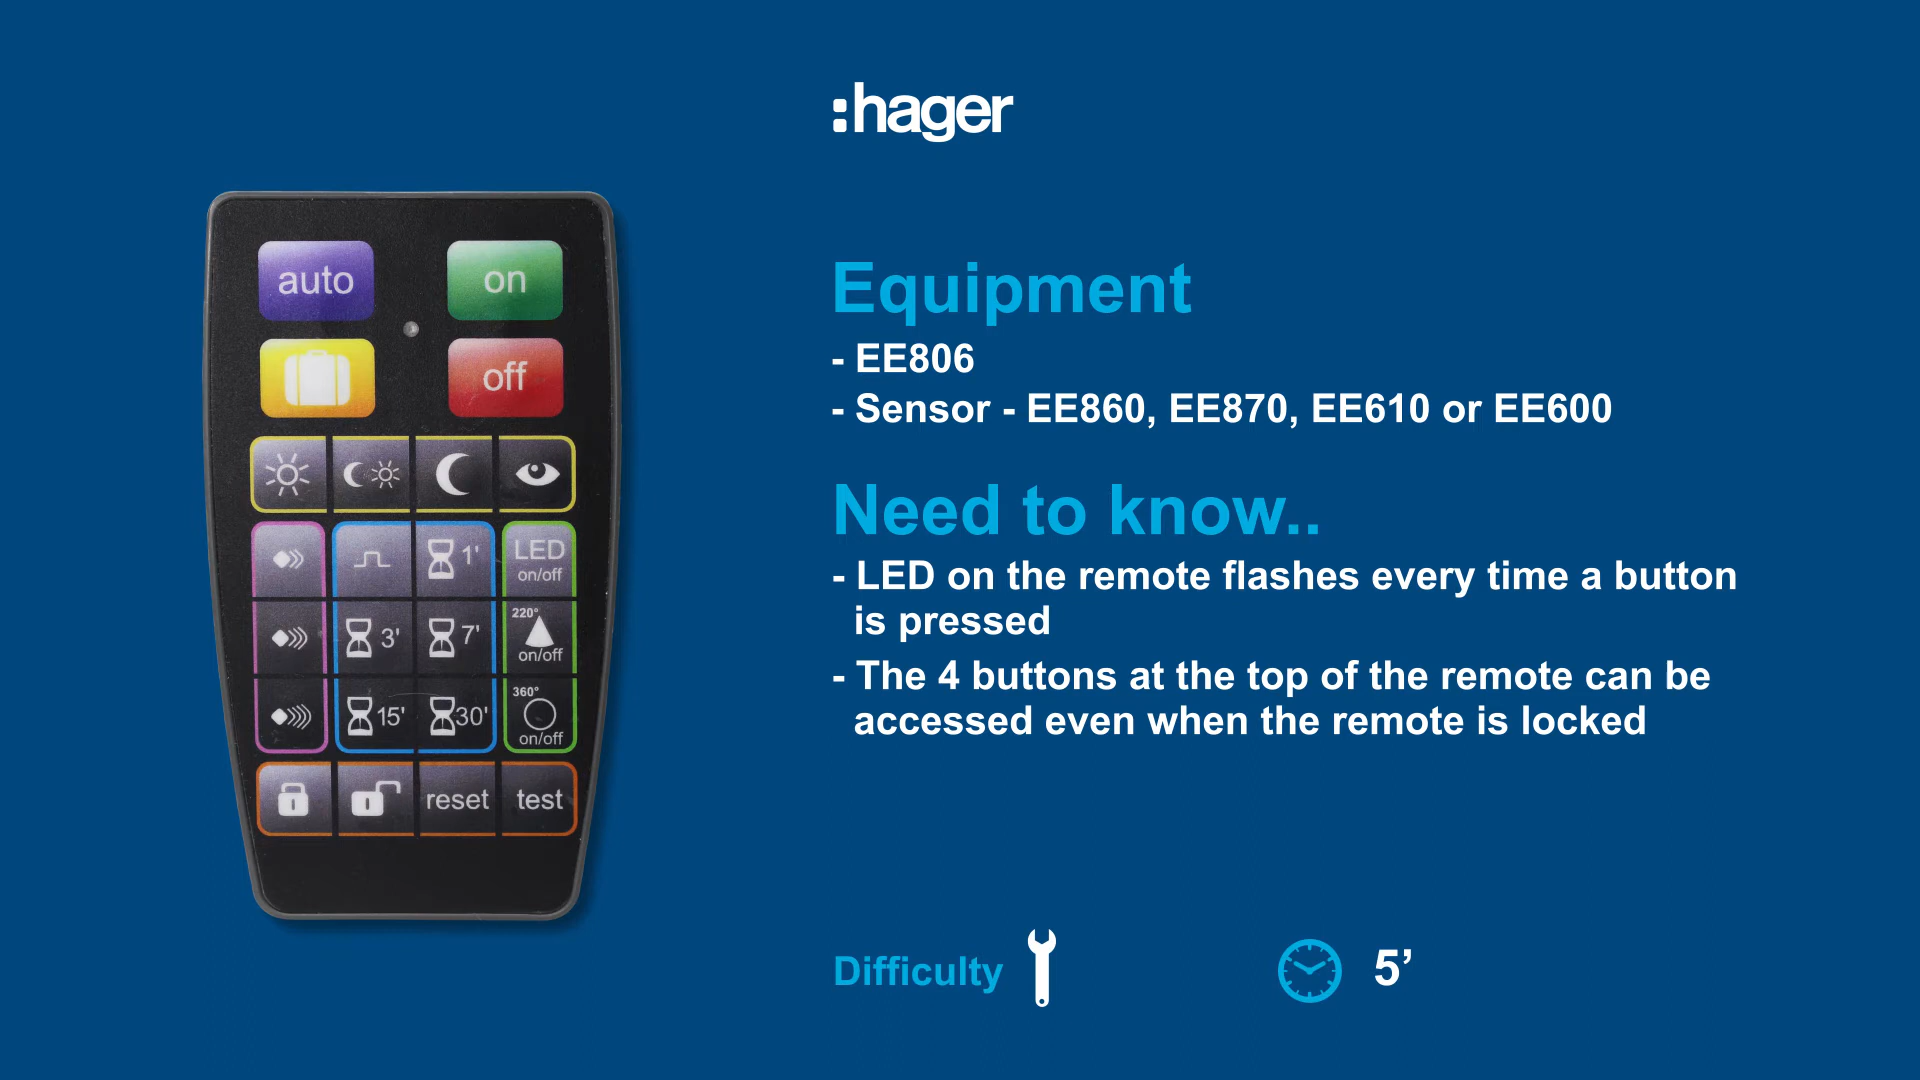 :hager
auto
on
off
LED
on/off
1'
220°
on/off
3'
7'
360°
on/off
15'
30'
reset
test
Equipment
- EE806
- Sensor - EE860, EE870, EE610 or EE600
Need to know..
- LED on the remote flashes every time a button
is pressed
- The 4 buttons at the top of the remote can be
accessed even when the remote is locked
Difficulty
5’